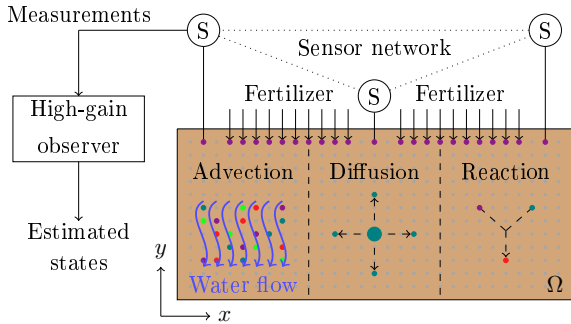 Measurements
S
S
Sensor network
S
Fertilizer
Fertilizer
High-gain
observer
Advection
Diffusion
Reaction
Estimated
states
Water flow
Ω
y
x